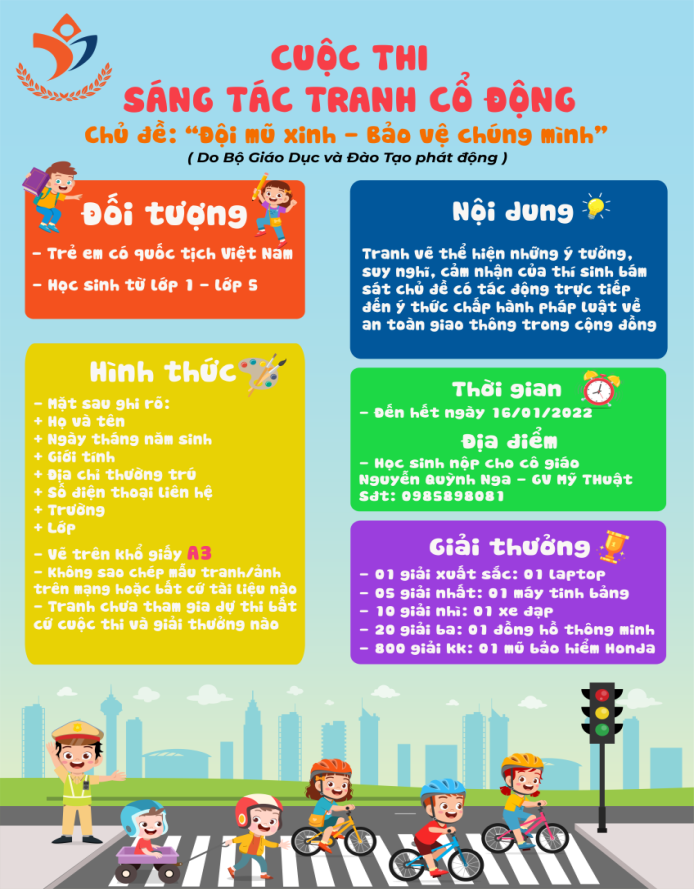 CUỘC THI
SÁNG TÁC TRANH CỔ ĐỘNG
Chủ đề: “Đội mũ xinh – Bảo vệ chúng mình”
( Do Bộ Giáo Dục và Đào Tạo phát động )
Đối tượng
- Trẻ em có quốc tịch Việt Nam
- Học sinh từ lớp 1 - lớp 5
Nội dung
Tranh vẽ thể hiện những ý tưởng,
suy nghĩ, cảm nhận của thí sinh bám
sát chủ đề có tác động trực tiếp
đến ý thức chấp hành pháp luật về
an toàn giao thông trong cộng đồng
Hình thức
- Mặt sau ghi rõ:
+ Họ và tên
+ Ngày tháng năm sinh
+ Giới tính
+ Địa chỉ thường trú
+ Số điện thoại liên hệ
+ Trường
+ Lớp
- Vẽ trên khổ giấy A3
- Không sao chép mẫu tranh/ảnh
trên mạng hoặc bất cứ tài liệu nào
- Tranh chưa tham gia dự thi bất
cứ cuộc thi và giải thưởng nào
Thời gian
- Đến hết ngày 16/01/2022
Địa điểm
- Học sinh nộp cho cô giáo
Nguyễn Quỳnh Nga - GV Mỹ THuật
Sđt: 0985898081
Giải thưởng
- 01 giải xuất sắc: 01 laptop
- 05 giải nhất: 01 máy tính bảng
- 10 giải nhì: 01 xe đạp
- 20 giải ba: 01 đồng hồ thông minh
- 800 giải kk: 01 mũ bảo hiểm Honda